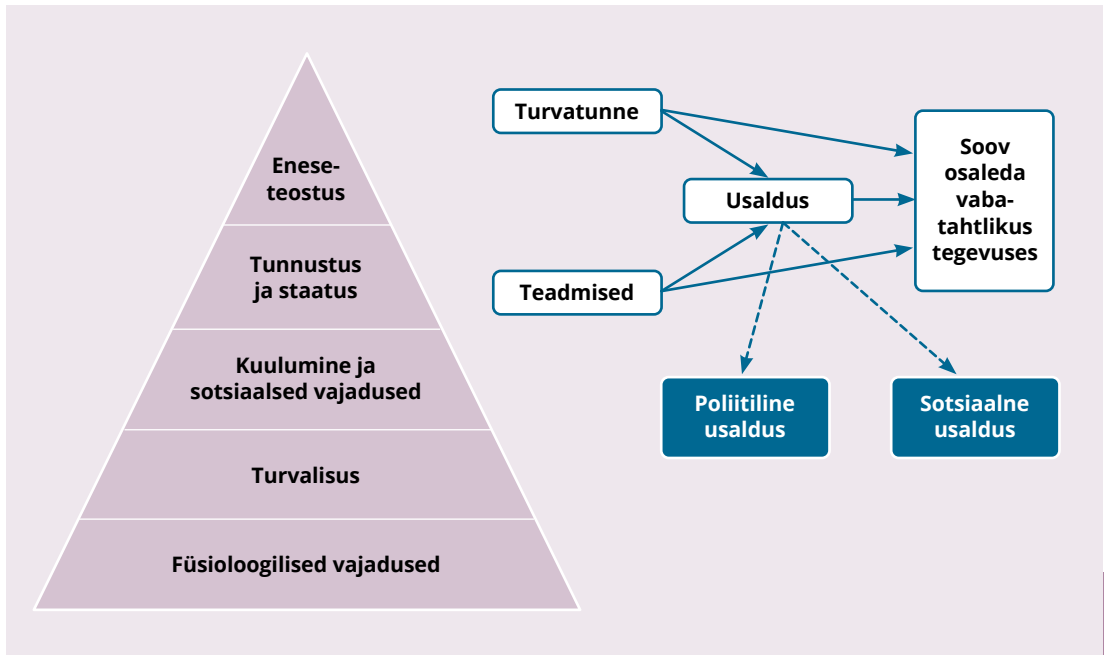 Enese-
teostus
Tunnustus
ja staatus
Kuulumine ja
sotsiaalsed vajadused
Turvalisus
Füsioloogilised vajadused
Turvatunne
Usaldus
Teadmised
Soov
osaleda
vaba-
tahtlikus
tegevuses
Poliitiline
usaldus
Sotsiaalne
usaldus